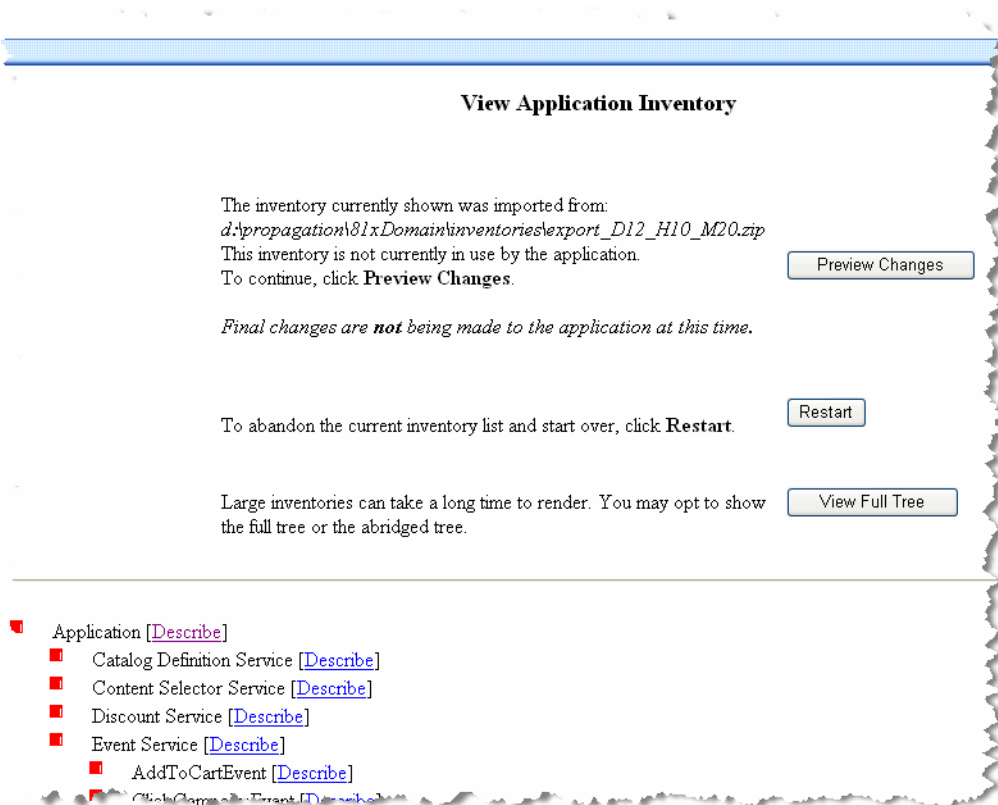 View Application Inventory
The inventory currently shown was imported from:
d:\propagation\81xDomain\inventories\export_D12_H10_M20.zip
This inventory is not currently in use by the application.
To continue, click Preview Changes.
Preview Changes
Final changes are not being made to the application at this time.
To abandon the current inventory list and start over, click Restart.
Restart
Large inventories can take a long time to render. You may opt to show
the full tree or the abridged tree.
View Full Tree
Application [Describe]
Catalog Definition Service [Describe]
Content Selector Service [Describe]
Discount Service [Describe]
Event Service [Describe]
AddToCartEvent [Describe]